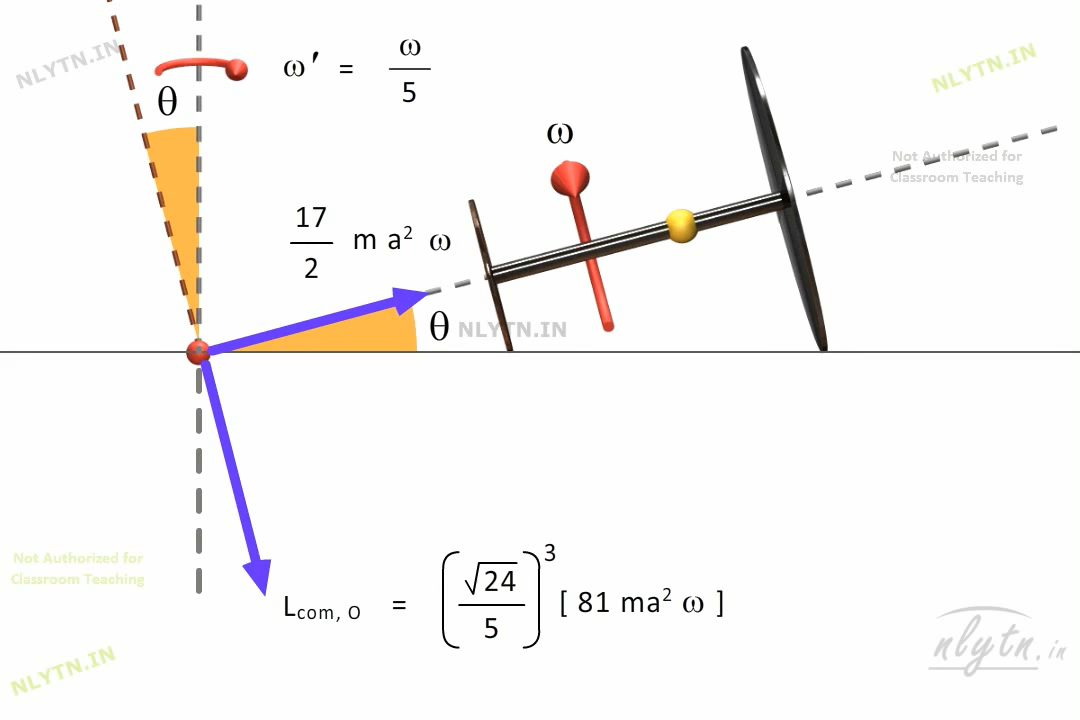 NLYTN.IN
θ
ω′ = ω/5
NLYTN.IN
ω
Not Authorized for
Classroom Teaching
17/2 m a² ω
θ
NLYTN.IN
Not Authorized for
Classroom Teaching
L com, O = (√24/5)³ [ 81 ma² ω ]
NLYTN.IN
nlytn.in